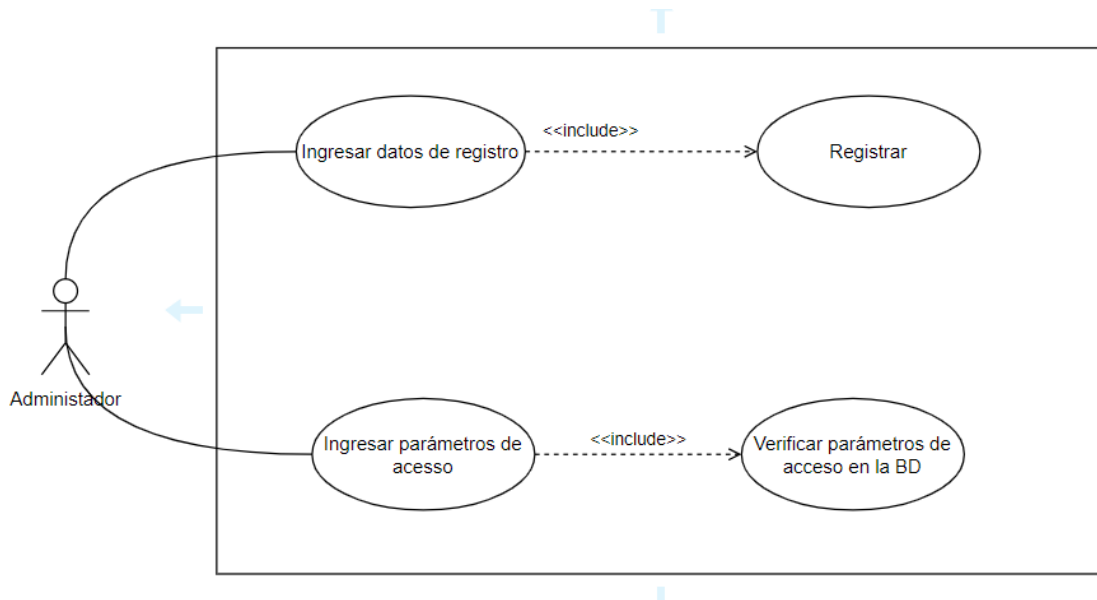 Ingresar datos de registro
<<include>>
Registrar
Administador
Ingresar parámetros de
acesso
<<include>>
Verificar parámetros de
acceso en la BD